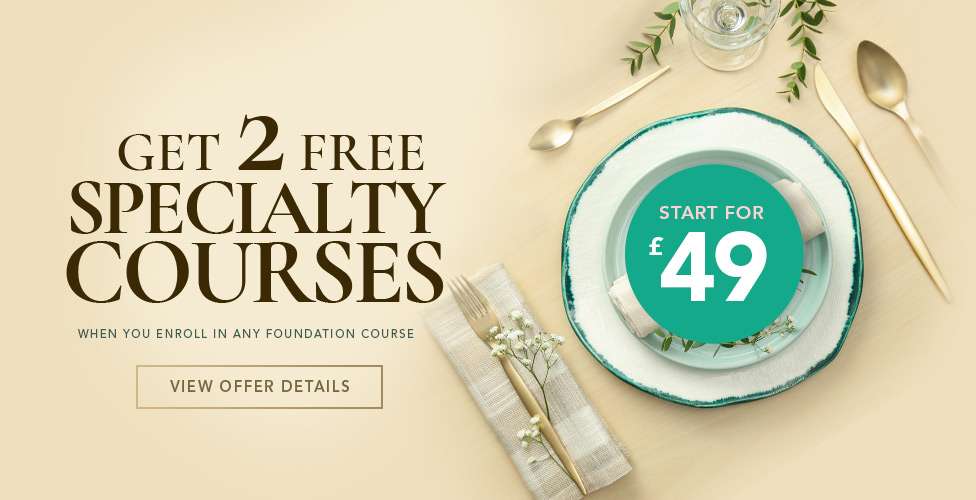 GET 2 FREE
SPECIALTY
COURSES
WHEN YOU ENROLL IN ANY FOUNDATION COURSE
VIEW OFFER DETAILS
START FOR
£49